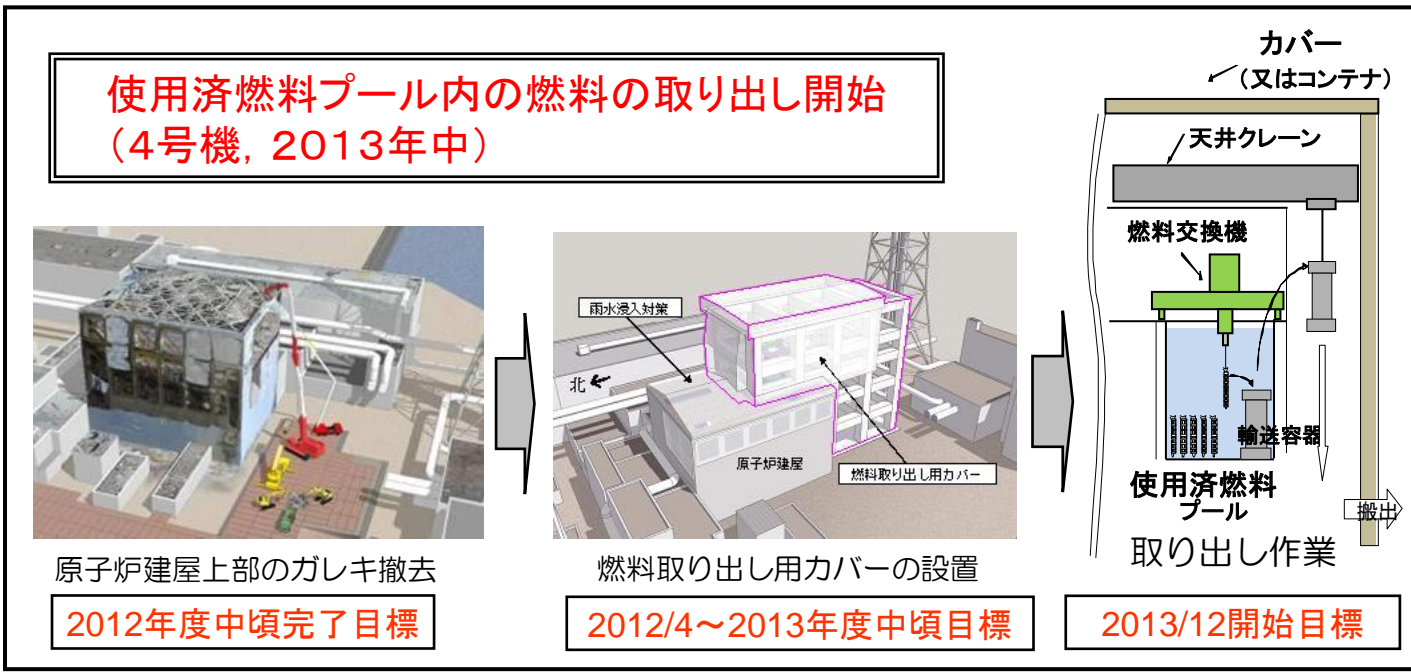 使用済燃料プール内の燃料の取り出し開始
（4号機，２０１３年中）
雨水浸入対策
北
原子炉建屋
燃料取り出し用カバー
カバー
（又はコンテナ）
天井クレーン
燃料交換機
輸送容器
使用済燃料
プール
搬出
原子炉建屋上部のガレキ撤去
燃料取り出し用カバーの設置
取り出し作業
2012年度中頃完了目標
2012/4～2013年度中頃目標
2013/12開始目標